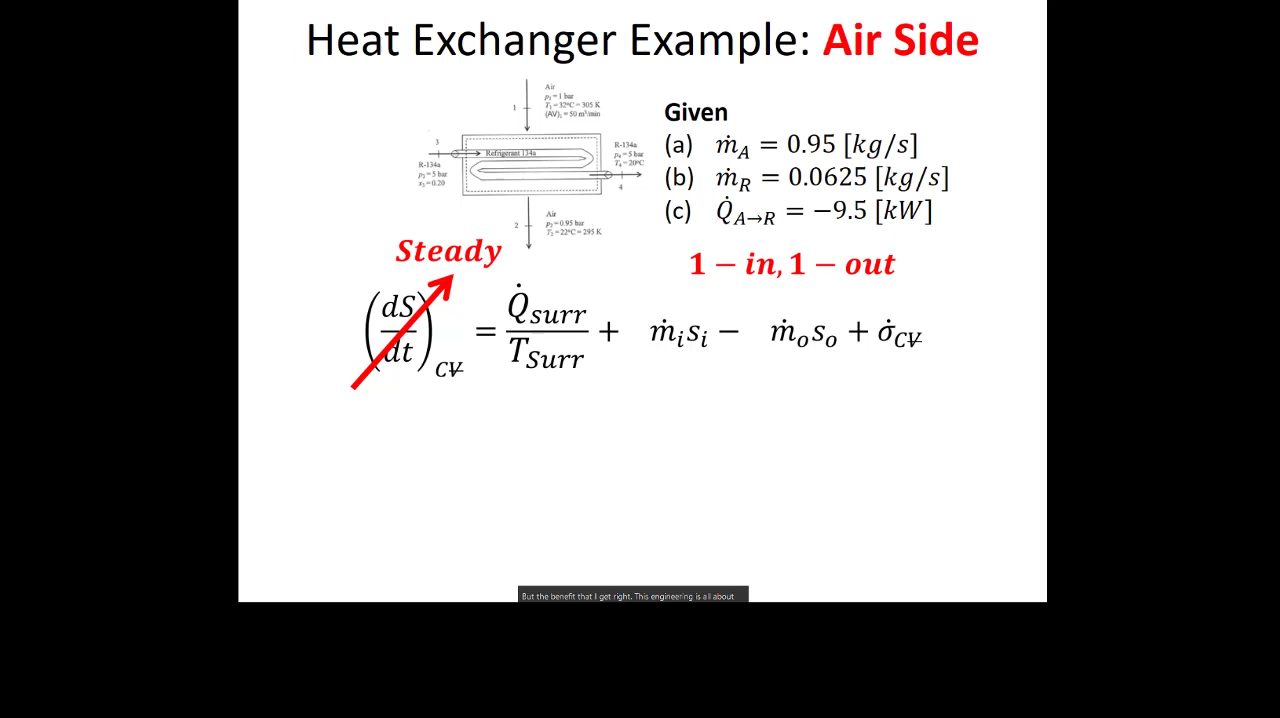 Heat Exchanger Example: Air Side
Air
p₁ = 1 bar
T₁ = 32°C = 305 K
(AV)₁ = 50 m³/min
1
3
Refrigerant 134a
R-134a
p₃ = 5 bar
x₃ = 0.20
R-134a
p₄ = 5 bar
T₄ = 20°C
4
2
Air
p₂ = 0.95 bar
T₂ = 22°C = 295 K
Given
(a) ṁ_A = 0.95 [kg/s]
(b) ṁ_R = 0.0625 [kg/s]
(c) Q̇_A→R = −9.5 [kW]
Steady
1 − in, 1 − out
(dS/dt)_CV = Q̇_surr/T_Surr + ṁ_i s_i − ṁ_o s_o + σ̇_CV
But the benefit that I get right. This engineering is all about